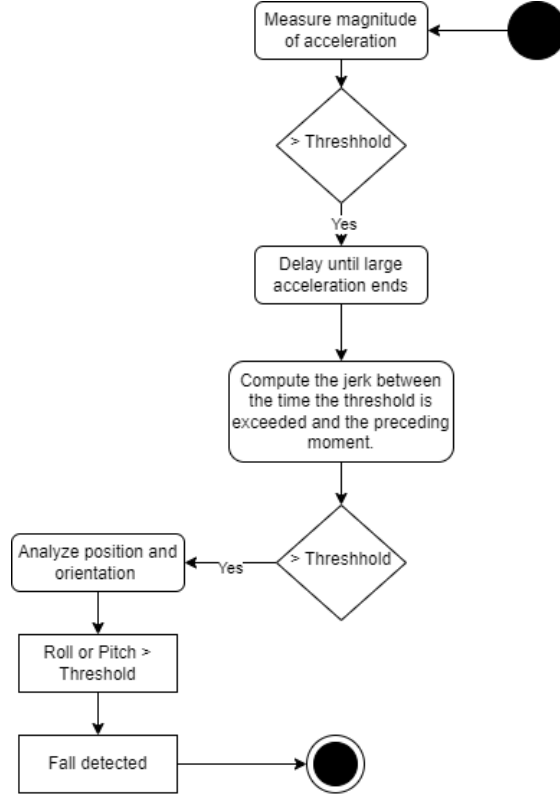 Measure magnitude
of acceleration
> Threshhold
Yes
Delay until large
acceleration ends
Compute the jerk between
the time the threshold is
exceeded and the preceding
moment.
> Threshhold
Yes
Analyze position and
orientation
Roll or Pitch >
Threshold
Fall detected